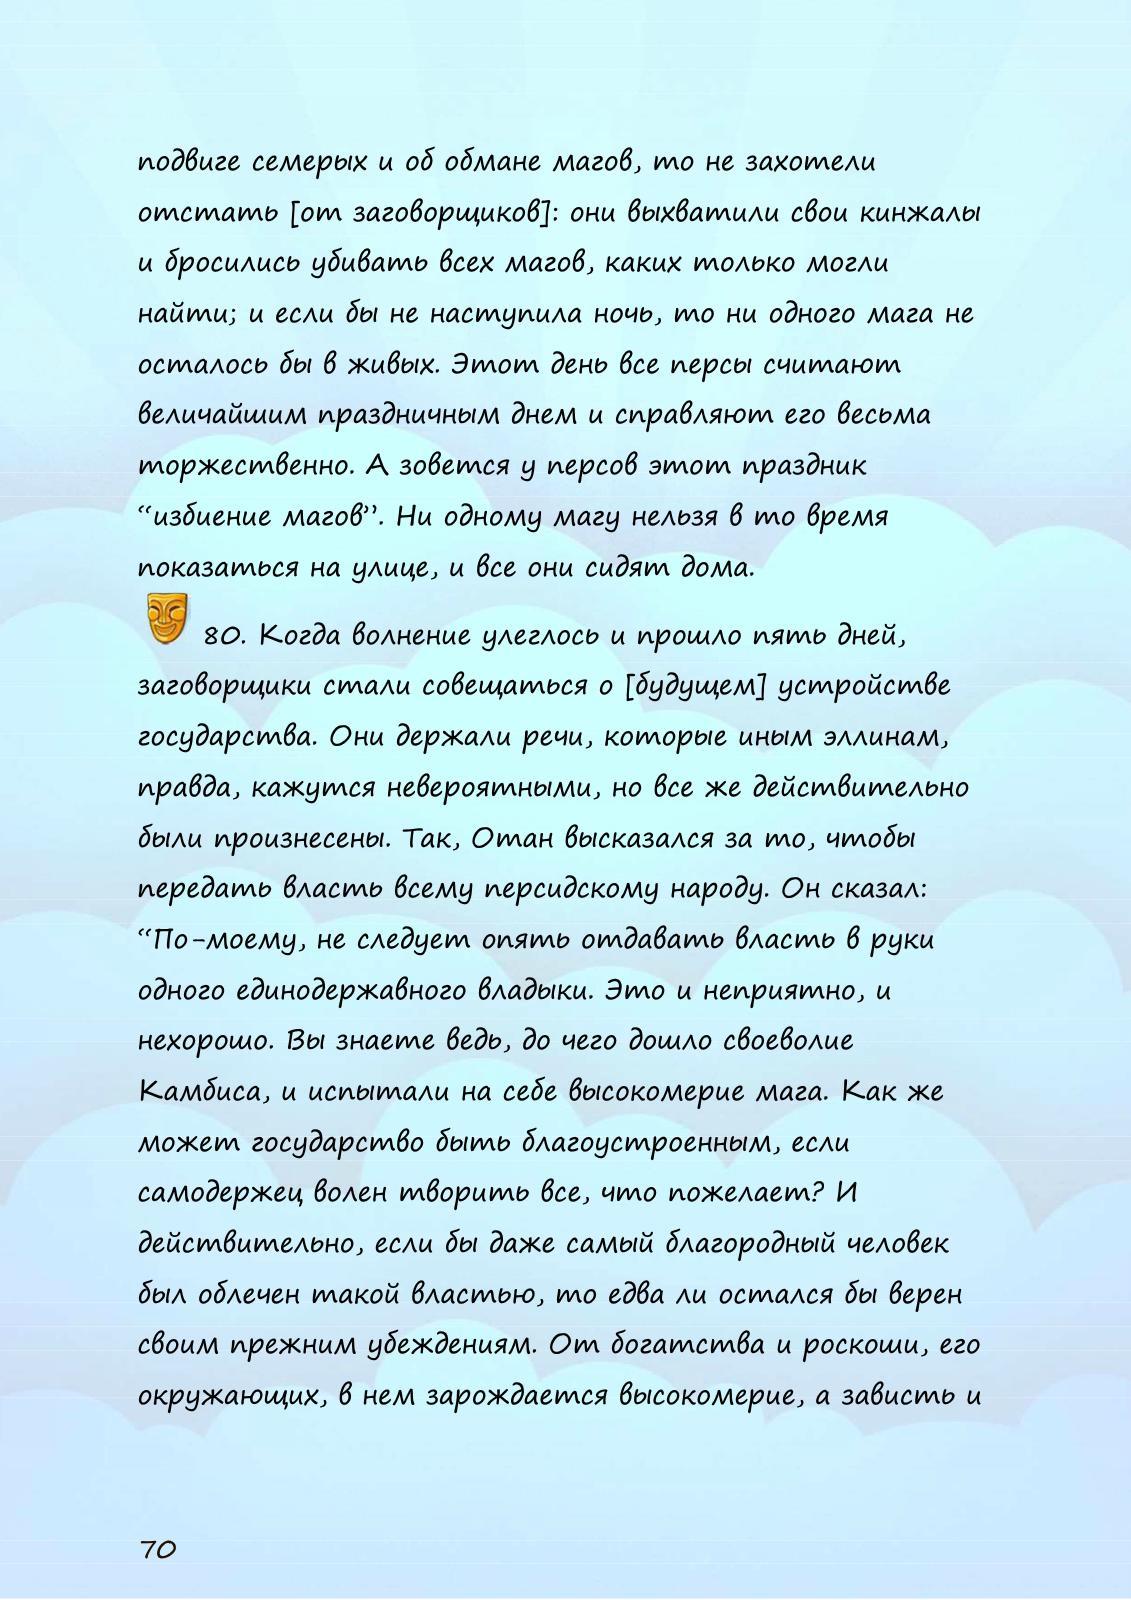 подвиге семерых и об обмане магов, то не захотели
отстать [от заговорщиков]: они выхватили свои кинжалы
и бросились убивать всех магов, каких только могли
найти; и если бы не наступила ночь, то ни одного мага не
осталось бы в живых. Этот день все персы считают
величайшим праздничным днем и справляют его весьма
торжественно. А зовется у персов этот праздник
“избиение магов”. Ни одному магу нельзя в то время
показаться на улице, и все они сидят дома.
80. Когда волнение улеглось и прошло пять дней,
заговорщики стали совещаться о [будущем] устройстве
государства. Они держали речи, которые иным эллинам,
правда, кажутся невероятными, но все же действительно
были произнесены. Так, Отан высказался за то, чтобы
передать власть всему персидскому народу. Он сказал:
“По-моему, не следует опять отдавать власть в руки
одного единодержавного владыки. Это и неприятно, и
нехорошо. Вы знаете ведь, до чего дошло своеволие
Камбиса, и испытали на себе высокомерие мага. Как же
может государство быть благоустроенным, если
самодержец волен творить все, что пожелает? И
действительно, если бы даже самый благородный человек
был облечен такой властью, то едва ли остался бы верен
своим прежним убеждениям. От богатства и роскоши, его
окружающих, в нем зарождается высокомерие, а зависть и
70